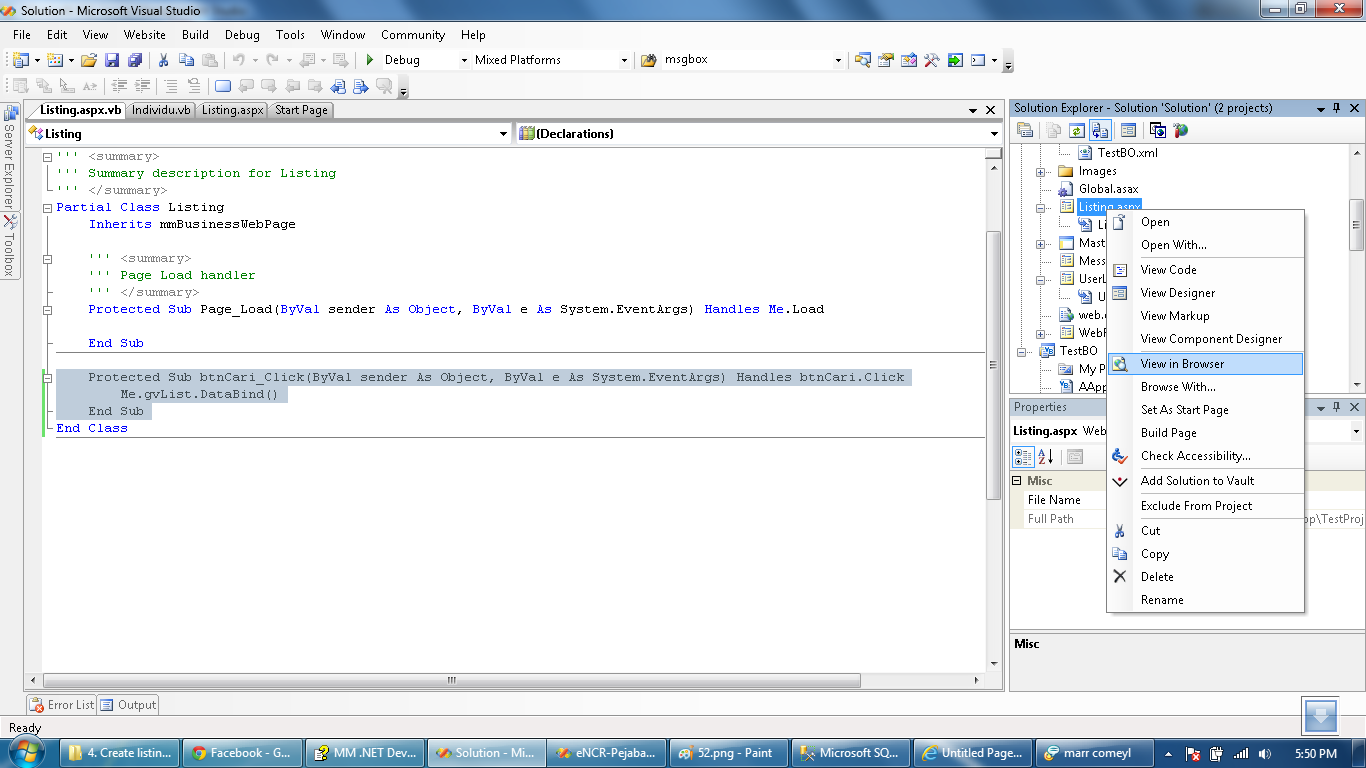 Solution - Microsoft Visual Studio
File Edit View Website Build Debug Tools Window Community Help
Debug Mixed Platforms msgbox
Server Explorer
Toolbox
Listing.aspx.vb Individu.vb Listing.aspx Start Page
Listing (Declarations)
''' <summary>
''' Summary description for Listing
''' </summary>
Partial Class Listing
Inherits mmBusinessWebPage
''' <summary>
''' Page Load handler
''' </summary>
Protected Sub Page_Load(ByVal sender As Object, ByVal e As System.EventArgs) Handles Me.Load
End Sub
Protected Sub btnCari_Click(ByVal sender As Object, ByVal e As System.EventArgs) Handles btnCari.Click
Me.gvList.DataBind()
End Sub
End Class
Solution Explorer - Solution 'Solution' (2 projects)
TestBO.xml
Images
Global.asax
Listing.aspx
Li
Mast
Mess
UserL
U
web.c
WebF
TestBO
My P
AApp
Open
Open With...
View Code
View Designer
View Markup
View Component Designer
View in Browser
Browse With...
Set As Start Page
Build Page
Check Accessibility...
Add Solution to Vault
Exclude From Project
Cut
Copy
Delete
Rename
Properties
Listing.aspx Web
Misc
File Name
Full Path pp\TestProj
Misc
Error List Output
Ready
4. Create listin... Facebook - G... MM .NET Dev... Solution - Mi... eNCR-Pejaba... 52.png - Paint Microsoft SQ... Untitled Page... marr comeyl 5:50 PM